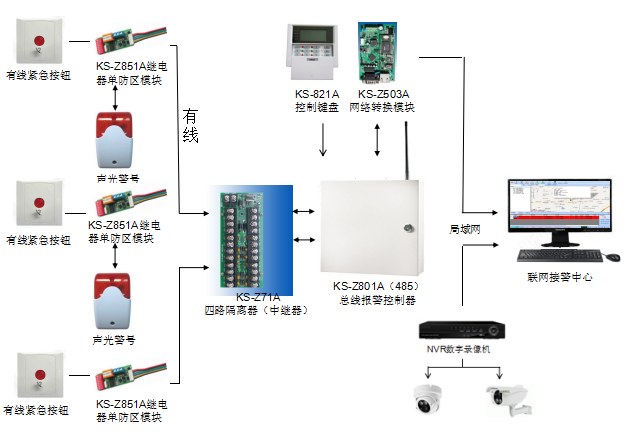 有线紧急按钮
KS-Z851A继电
器单防区模块
声光警号
有线
KS-821A
控制键盘
KS-Z503A
网络转换模块
有线紧急按钮
KS-Z851A继电
器单防区模块
声光警号
KS-Z71A
四路隔离器（中继器）
KS-Z801A（485）
总线报警控制器
局域网
联网接警中心
NVR数字录像机
有线紧急按钮
KS-Z851A继电
器单防区模块